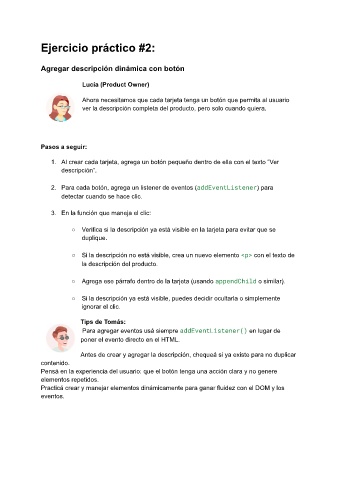 Ejercicio práctico #2:
Agregar descripción dinámica con botón
Lucía (Product Owner)
Ahora necesitamos que cada tarjeta tenga un botón que permita al usuario
ver la descripción completa del producto, pero solo cuando quiera.
Pasos a seguir:
1. Al crear cada tarjeta, agrega un botón pequeño dentro de ella con el texto “Ver
descripción”.
2. Para cada botón, agrega un listener de eventos (addEventListener) para
detectar cuando se hace clic.
3. En la función que maneja el clic:
○ Verifica si la descripción ya está visible en la tarjeta para evitar que se
duplique.
○ Si la descripción no está visible, crea un nuevo elemento <p> con el texto de
la descripción del producto.
○ Agrega ese párrafo dentro de la tarjeta (usando appendChild o similar).
○ Si la descripción ya está visible, puedes decidir ocultarla o simplemente
ignorar el clic.
Tips de Tomás:
Para agregar eventos usá siempre addEventListener() en lugar de
poner el evento directo en el HTML.
Antes de crear y agregar la descripción, chequeá si ya existe para no duplicar
contenido.
Pensá en la experiencia del usuario: que el botón tenga una acción clara y no genere
elementos repetidos.
Practicá crear y manejar elementos dinámicamente para ganar fluidez con el DOM y los
eventos.